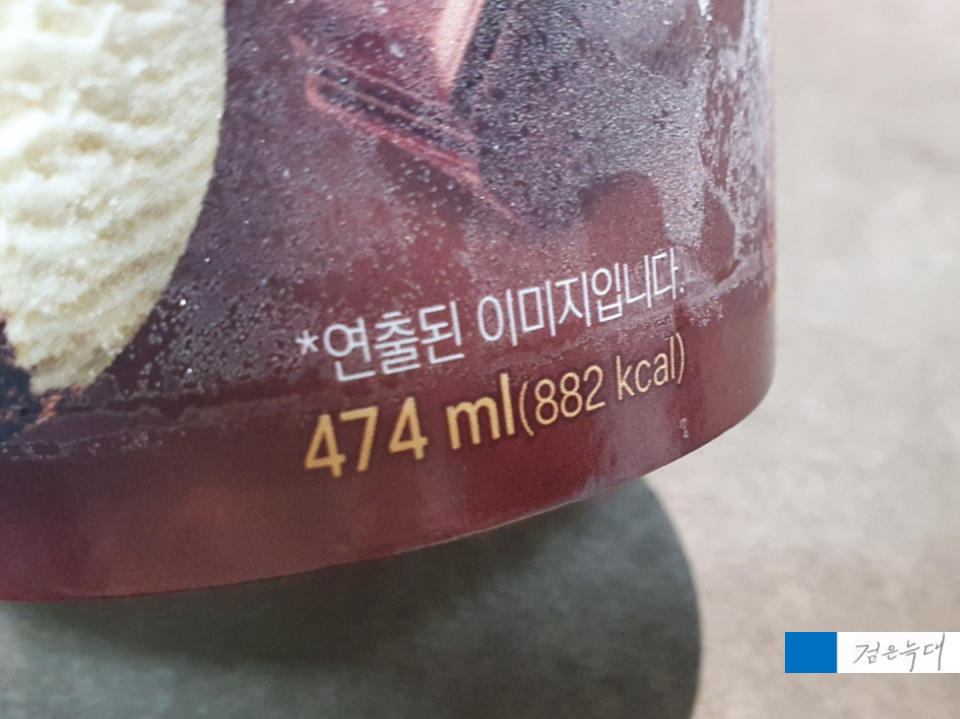 *연출된 이미지입니다.
474 ml(882 kcal)
검은늑대